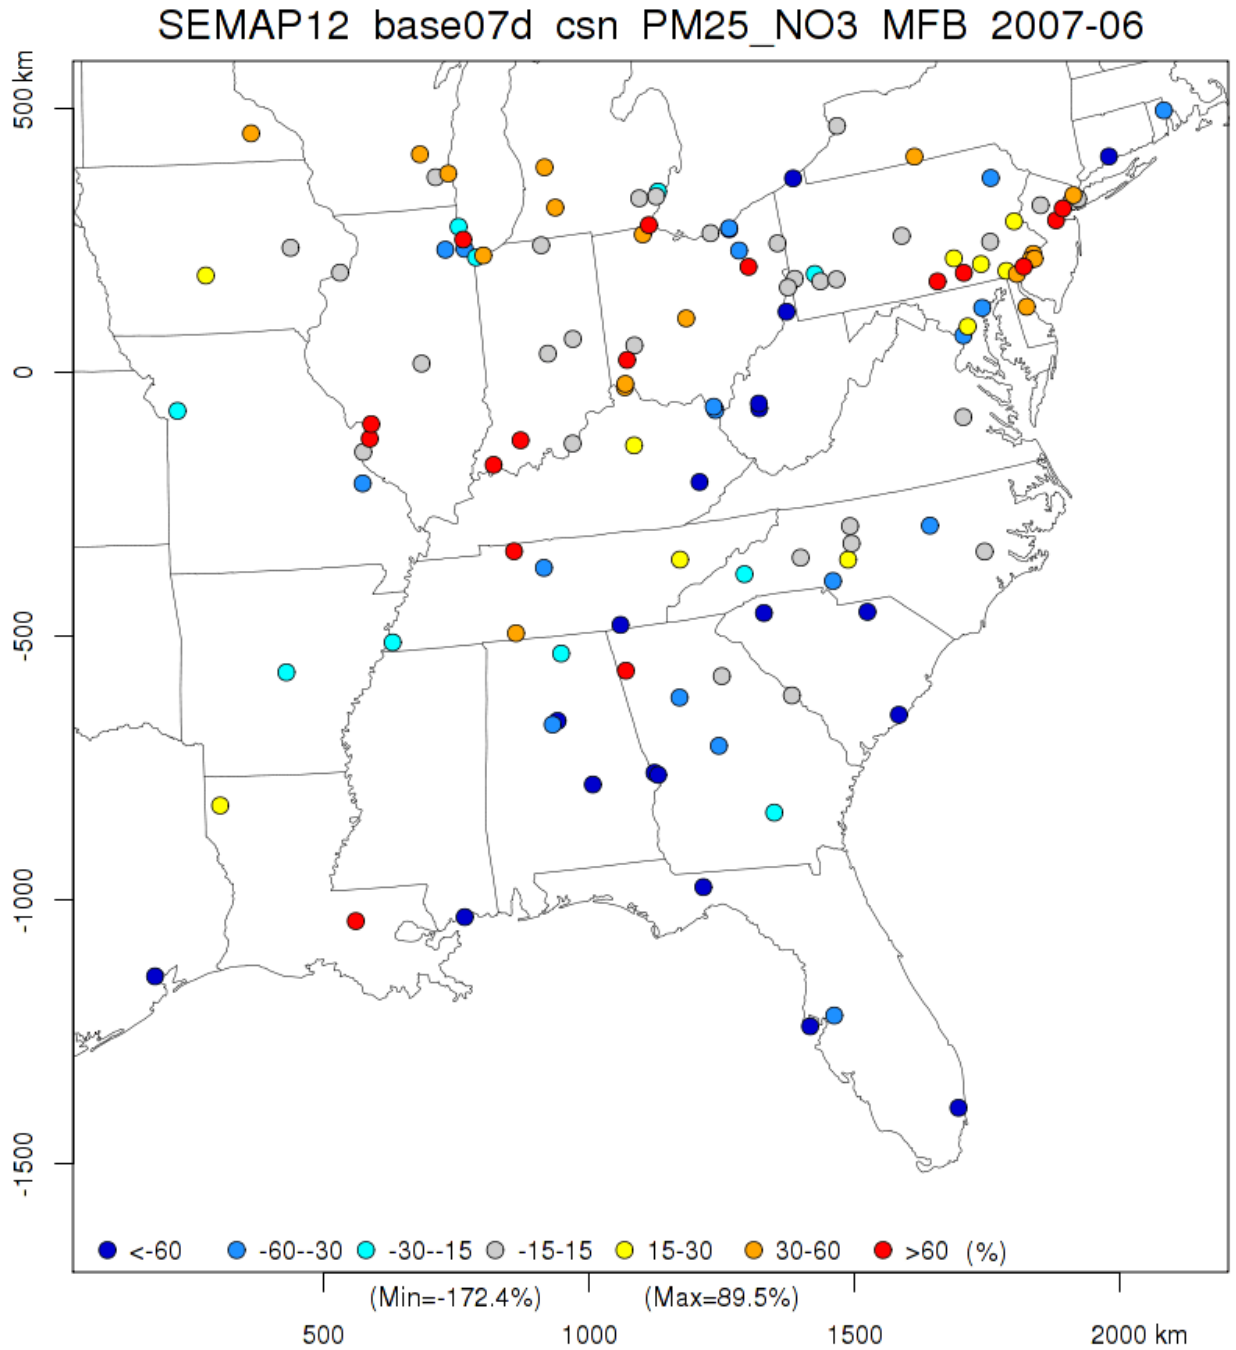 SEMAP12 base07d csn PM25_NO3 MFB 2007-06
500 km
0
-500
-1000
-1500
<-60 -60--30 -30--15 -15-15 15-30 30-60 >60 (%)
(Min=-172.4%) (Max=89.5%)
500 1000 1500 2000 km